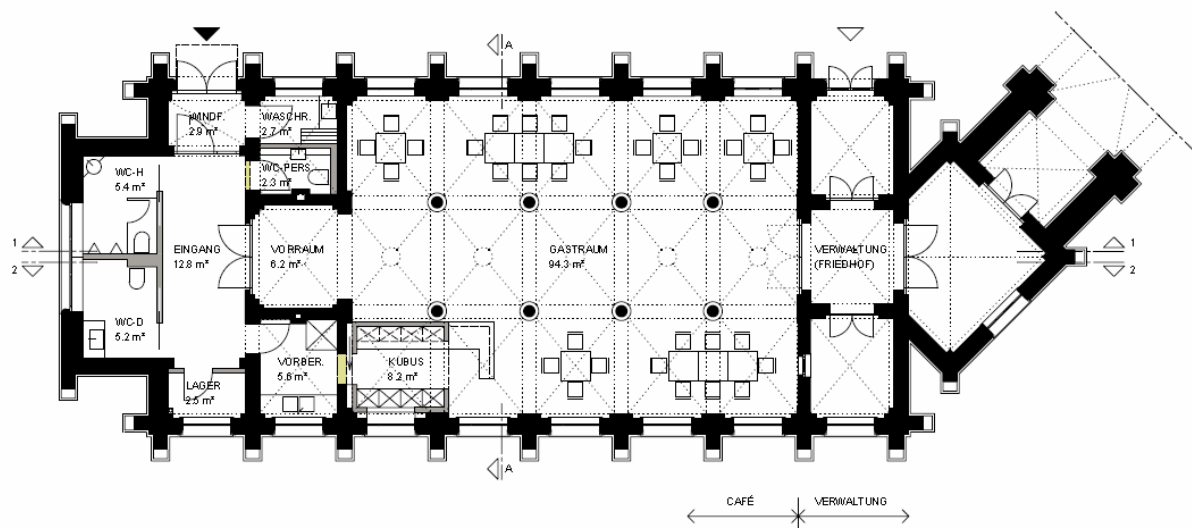 A
WINDF.
2.9 m²
WASCHR.
2.7 m²
WC-H
5.4 m²
WC-PERS.
2.3 m²
1
2
EINGANG
12.8 m²
VORRAUM
6.2 m²
GASTRAUM
94.3 m²
VERWALTUNG
(FRIEDHOF)
1
2
WC-D
5.2 m²
LAGER
2.5 m²
VORBER.
5.6 m²
KUBUS
8.2 m²
A
CAFÉ
VERWALTUNG